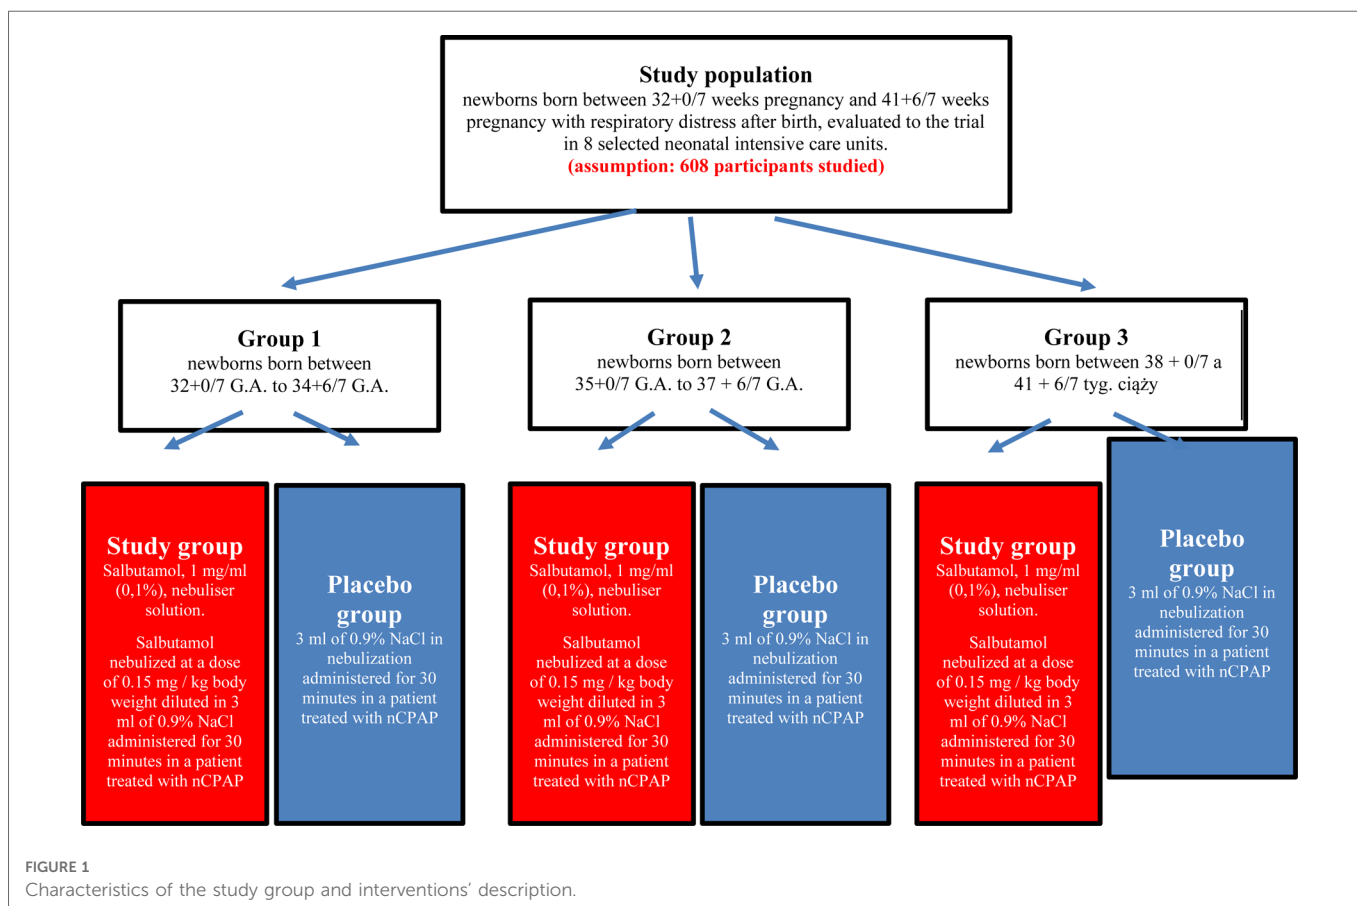 Study population
newborns born between 32+0/7 weeks pregnancy and 41+6/7 weeks
pregnancy with respiratory distress after birth, evaluated to the trial
in 8 selected neonatal intensive care units.
(assumption: 608 participants studied)
Group 1
newborns born between
32+0/7 G.A. to 34+6/7 G.A.
Group 2
newborns born between
35+0/7 G.A. to 37 + 6/7 G.A.
Group 3
newborns born between 38 + 0/7 a
41 + 6/7 tyg. ciąży
Study group
Salbutamol, 1 mg/ml
(0,1%), nebuliser
solution.
Salbutamol
nebulized at a dose
of 0.15 mg / kg body
weight diluted in 3
ml of 0.9% NaCl
administered for 30
minutes in a patient
treated with nCPAP
Placebo
group
3 ml of 0.9% NaCl in
nebulization
administered for 30
minutes in a patient
treated with nCPAP
Study group
Salbutamol, 1 mg/ml
(0,1%), nebuliser
solution.
Salbutamol
nebulized at a dose
of 0.15 mg / kg body
weight diluted in 3
ml of 0.9% NaCl
administered for 30
minutes in a patient
treated with nCPAP
Placebo
group
3 ml of 0.9% NaCl in
nebulization
administered for 30
minutes in a patient
treated with nCPAP
Study group
Salbutamol, 1 mg/ml
(0,1%), nebuliser
solution.
Salbutamol
nebulized at a dose
of 0.15 mg / kg body
weight diluted in 3
ml of 0.9% NaCl
administered for 30
minutes in a patient
treated with nCPAP
Placebo
group
3 ml of 0.9% NaCl in
nebulization
administered for 30
minutes in a patient
treated with nCPAP
FIGURE 1
Characteristics of the study group and interventions’ description.